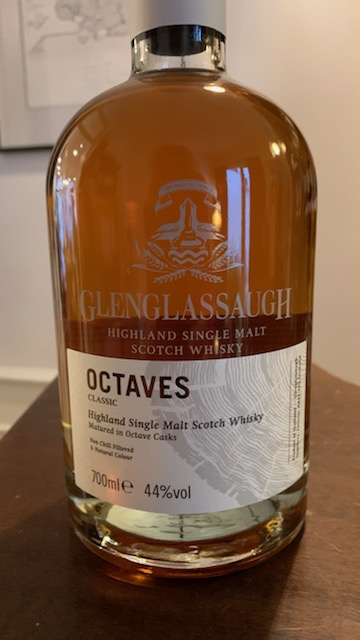 GLENGLASSAUGH
HIGHLAND SINGLE MALT
SCOTCH WHISKY
OCTAVES
CLASSIC
Highland Single Malt Scotch Whisky
Matured in Octave Casks
Non Chill Filtered
& Natural Colour
700ml℮ 44%vol